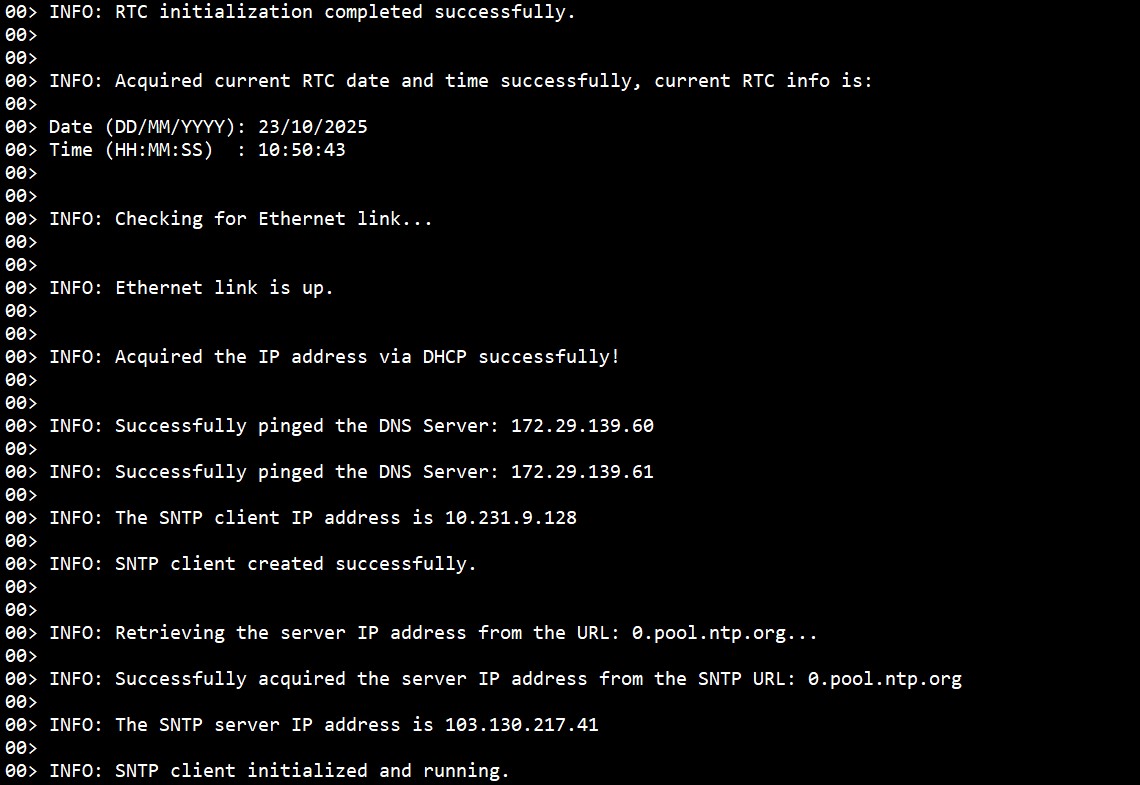 00> INFO: RTC initialization completed successfully.
00>
00>
00> INFO: Acquired current RTC date and time successfully, current RTC info is:
00>
00> Date (DD/MM/YYYY): 23/10/2025
00> Time (HH:MM:SS)  : 10:50:43
00>
00>
00> INFO: Checking for Ethernet link...
00>
00>
00> INFO: Ethernet link is up.
00>
00>
00> INFO: Acquired the IP address via DHCP successfully!
00>
00>
00> INFO: Successfully pinged the DNS Server: 172.29.139.60
00>
00> INFO: Successfully pinged the DNS Server: 172.29.139.61
00>
00> INFO: The SNTP client IP address is 10.231.9.128
00>
00> INFO: SNTP client created successfully.
00>
00>
00> INFO: Retrieving the server IP address from the URL: 0.pool.ntp.org...
00>
00> INFO: Successfully acquired the server IP address from the SNTP URL: 0.pool.ntp.org
00>
00> INFO: The SNTP server IP address is 103.130.217.41
00>
00> INFO: SNTP client initialized and running.